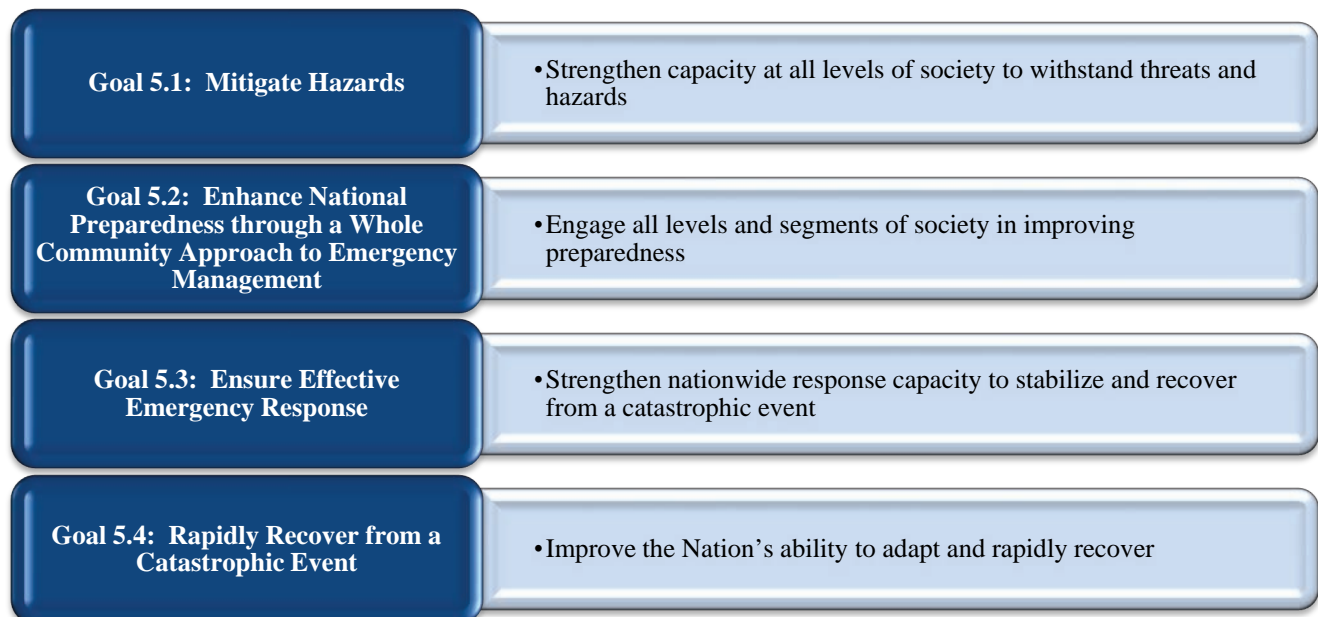 Goal 5.1:  Mitigate Hazards
•Strengthen capacity at all levels of society to withstand threats and
hazards
Goal 5.2:  Enhance National
Preparedness through a Whole
Community Approach to Emergency
Management
•Engage all levels and segments of society in improving
preparedness
Goal 5.3:  Ensure Effective
Emergency Response
•Strengthen nationwide response capacity to stabilize and recover
from a catastrophic event
Goal 5.4:  Rapidly Recover from a
Catastrophic Event
•Improve the Nation’s ability to adapt and rapidly recover